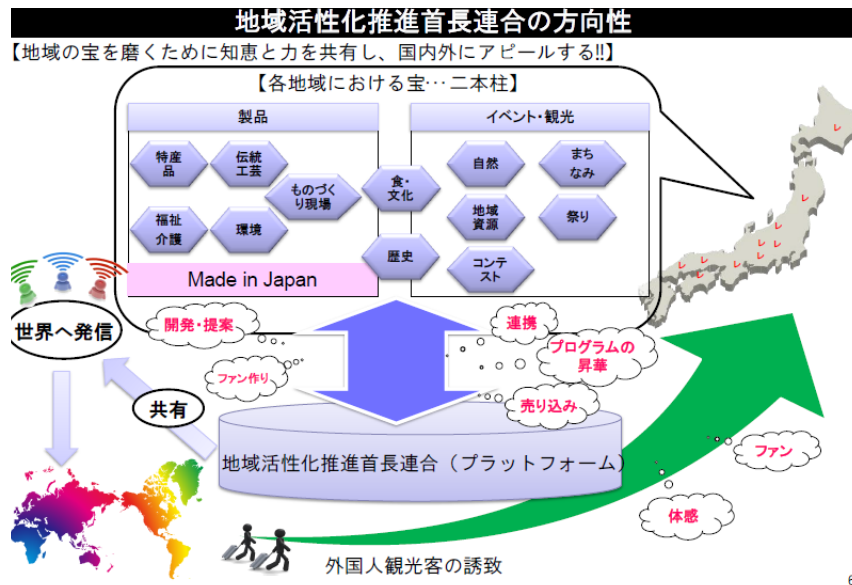 地域活性化推進首長連合の方向性
【地域の宝を磨くために知恵と力を共有し、国内外にアピールする!!】
【各地域における宝…二本柱】
製品
イベント・観光
特産
品
伝統
工芸
ものづく
り現場
福祉
介護
環境
食・
文化
歴史
自然
まち
なみ
地域
資源
祭り
コンテ
スト
Made in Japan
世界へ発信
開発・提案
ファン作り
共有
連携
プログラムの
昇華
売り込み
地域活性化推進首長連合（プラットフォーム）
ファン
体感
外国人観光客の誘致